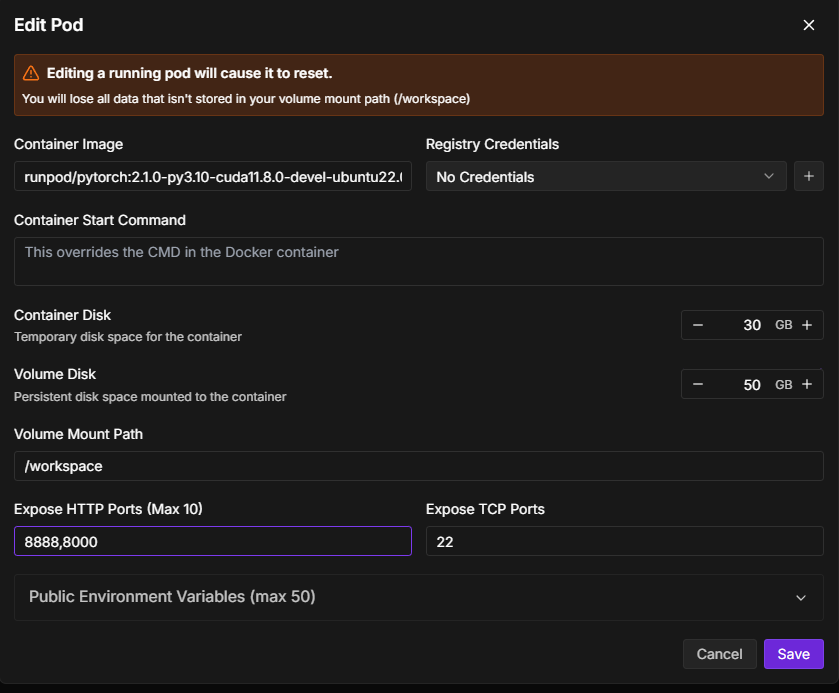 Edit Pod
Editing a running pod will cause it to reset.
You will lose all data that isn't stored in your volume mount path (/workspace)
Container Image
Registry Credentials
runpod/pytorch:2.1.0-py3.10-cuda11.8.0-devel-ubuntu22.
No Credentials
Container Start Command
This overrides the CMD in the Docker container
Container Disk
Temporary disk space for the container
30 GB
Volume Disk
Persistent disk space mounted to the container
50 GB
Volume Mount Path
/workspace
Expose HTTP Ports (Max 10)
Expose TCP Ports
8888,8000
22
Public Environment Variables (max 50)
Cancel
Save